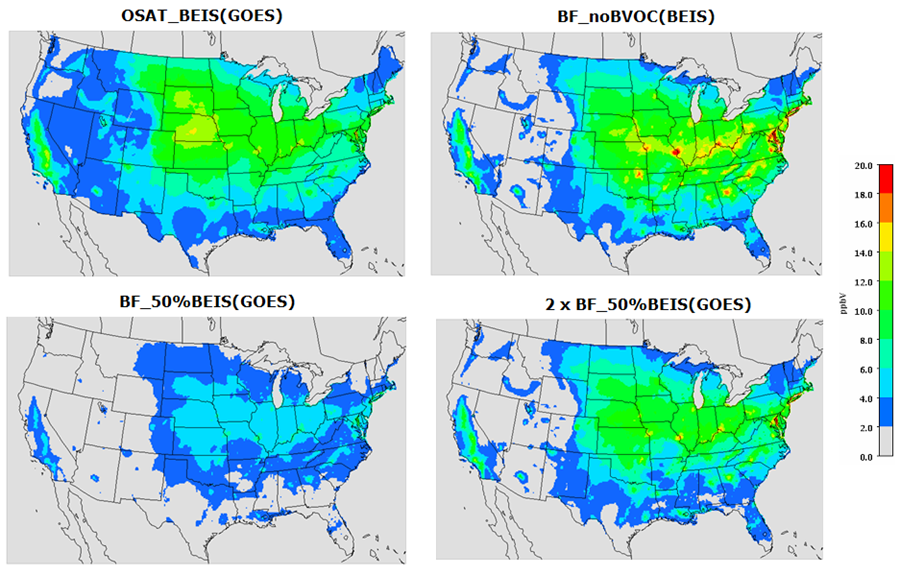 OSAT_BEIS(GOES)
BF_noBVOC(BEIS)
20.0
18.0
16.0
14.0
12.0
10.0
8.0
6.0
4.0
2.0
0.0
ppbV
BF_50%BEIS(GOES)
2 x BF_50%BEIS(GOES)